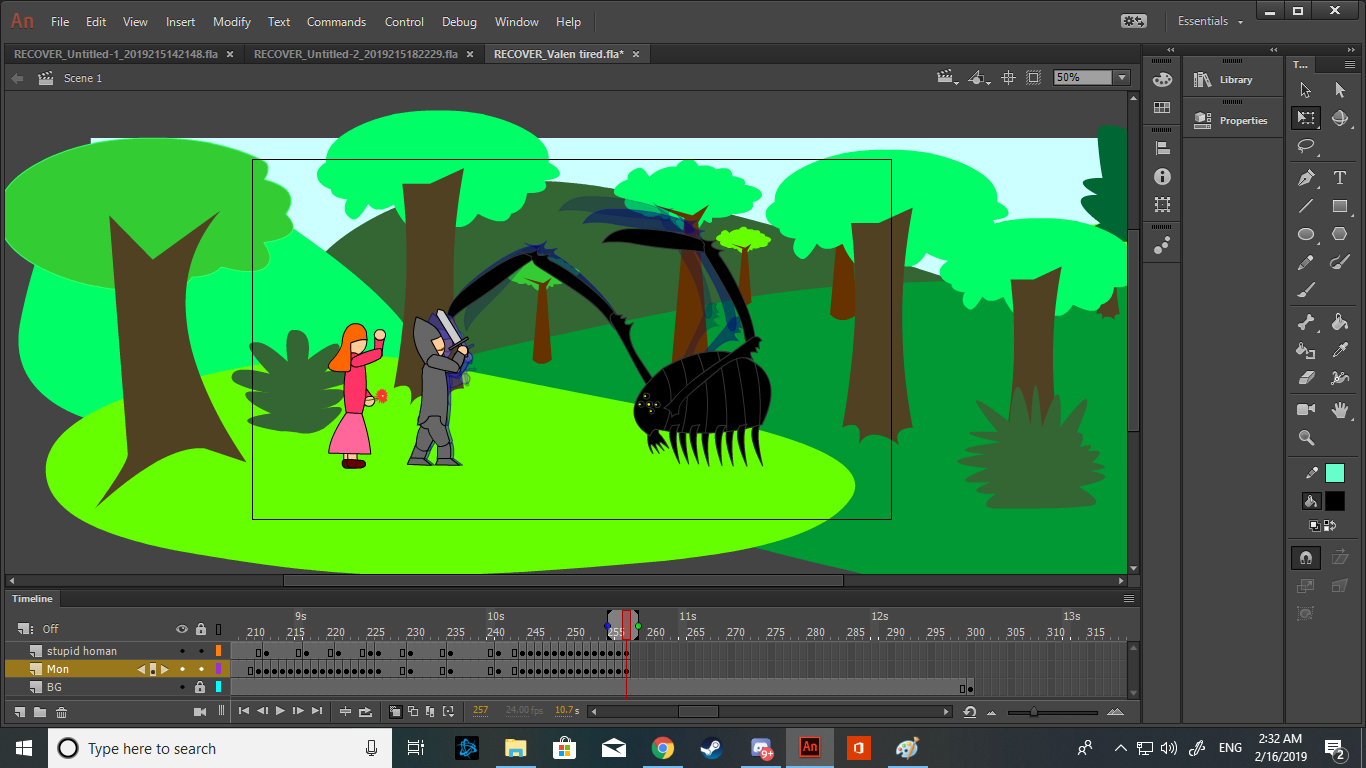 An File Edit View Insert Modify Text Commands Control Debug Window Help Essentials
RECOVER_Untitled-1_2019215142148.fla RECOVER_Untitled-2_2019215182229.fla RECOVER_Valen tired.fla*
Scene 1 50% T...
Library
Properties
Timeline
9s 10s 11s 12s 13s
Off 210 215 220 225 230 235 240 245 250 255 260 265 270 275 280 285 290 295 300 305 310 315
stupid human
Mon
BG
257 24.00 fps 10.7 s
Type here to search An 9+ ENG 2:32 AM
2/16/2019 2